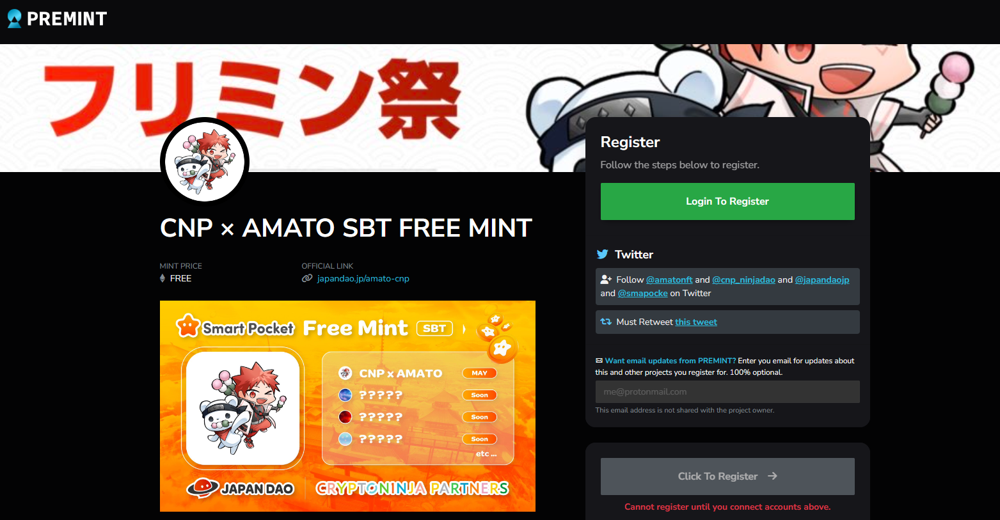 PREMINT
フリミン祭
CNP × AMATO SBT FREE MINT
MINT PRICE
FREE
OFFICIAL LINK
japandao.jp/amato-cnp
Smart Pocket Free Mint SBT
CNP x AMATO MAY
????? Soon
????? Soon
????? Soon
etc ...
JAPAN DAO
CRYPTONINJA PARTNERS
Register
Follow the steps below to register.
Login To Register
Twitter
Follow @amatonft and @cnp_ninjadao and @japandaojp
and @smapocke on Twitter
Must Retweet this tweet
Want email updates from PREMINT? Enter you email for updates about
this and other projects you register for. 100% optional.
me@protonmail.com
This email address is not shared with the project owner.
Click To Register →
Cannot register until you connect accounts above.